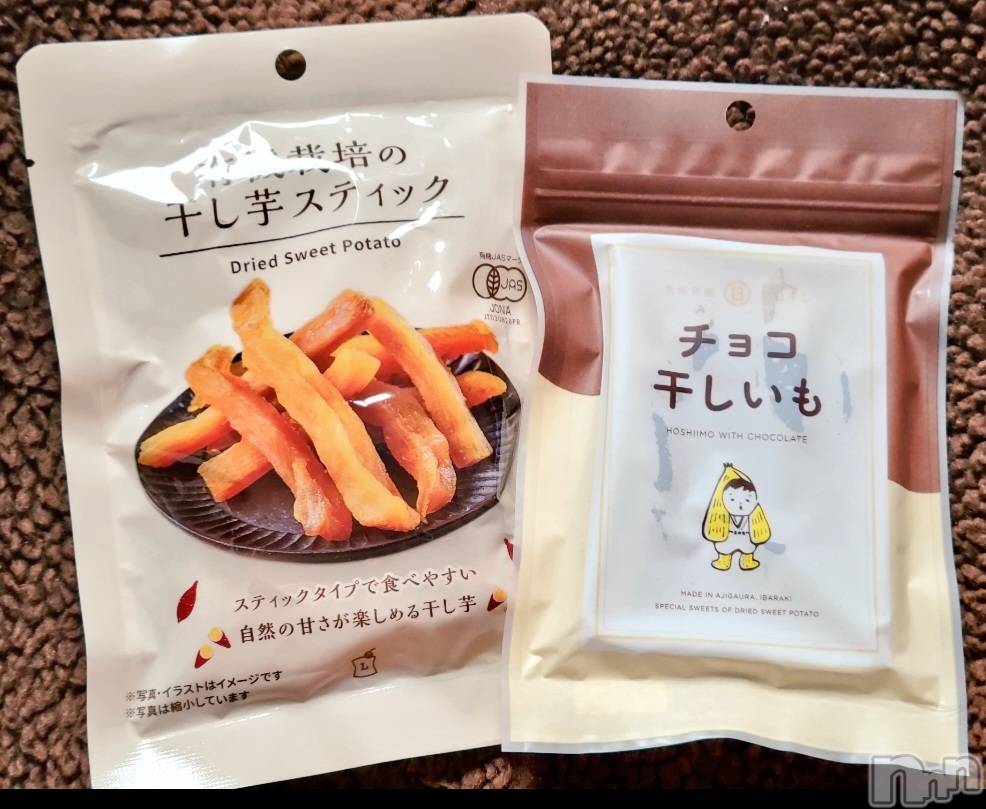 有機栽培の
干し芋スティック
Dried Sweet Potato
有機JASマーク
JAS
JONA
スティックタイプで食べやすい
自然の甘さが楽しめる干し芋
L
※写真・イラストはイメージです
※写真は縮小しています
チョコ
干しいも
HOSHIIMO WITH CHOCOLATE
MADE IN AJIGAURA, IBARAKI
SPECIAL SWEETS OF DRIED SWEET POTATO